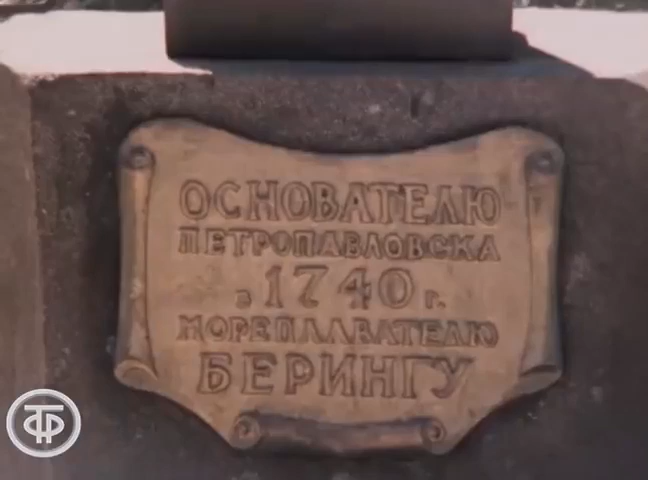 ОСНОВАТЕЛЮ
ПЕТРОПАВЛОВСКА
в 1740 г.
МОРЕПЛАВАТЕЛЮ
БЕРИНГУ